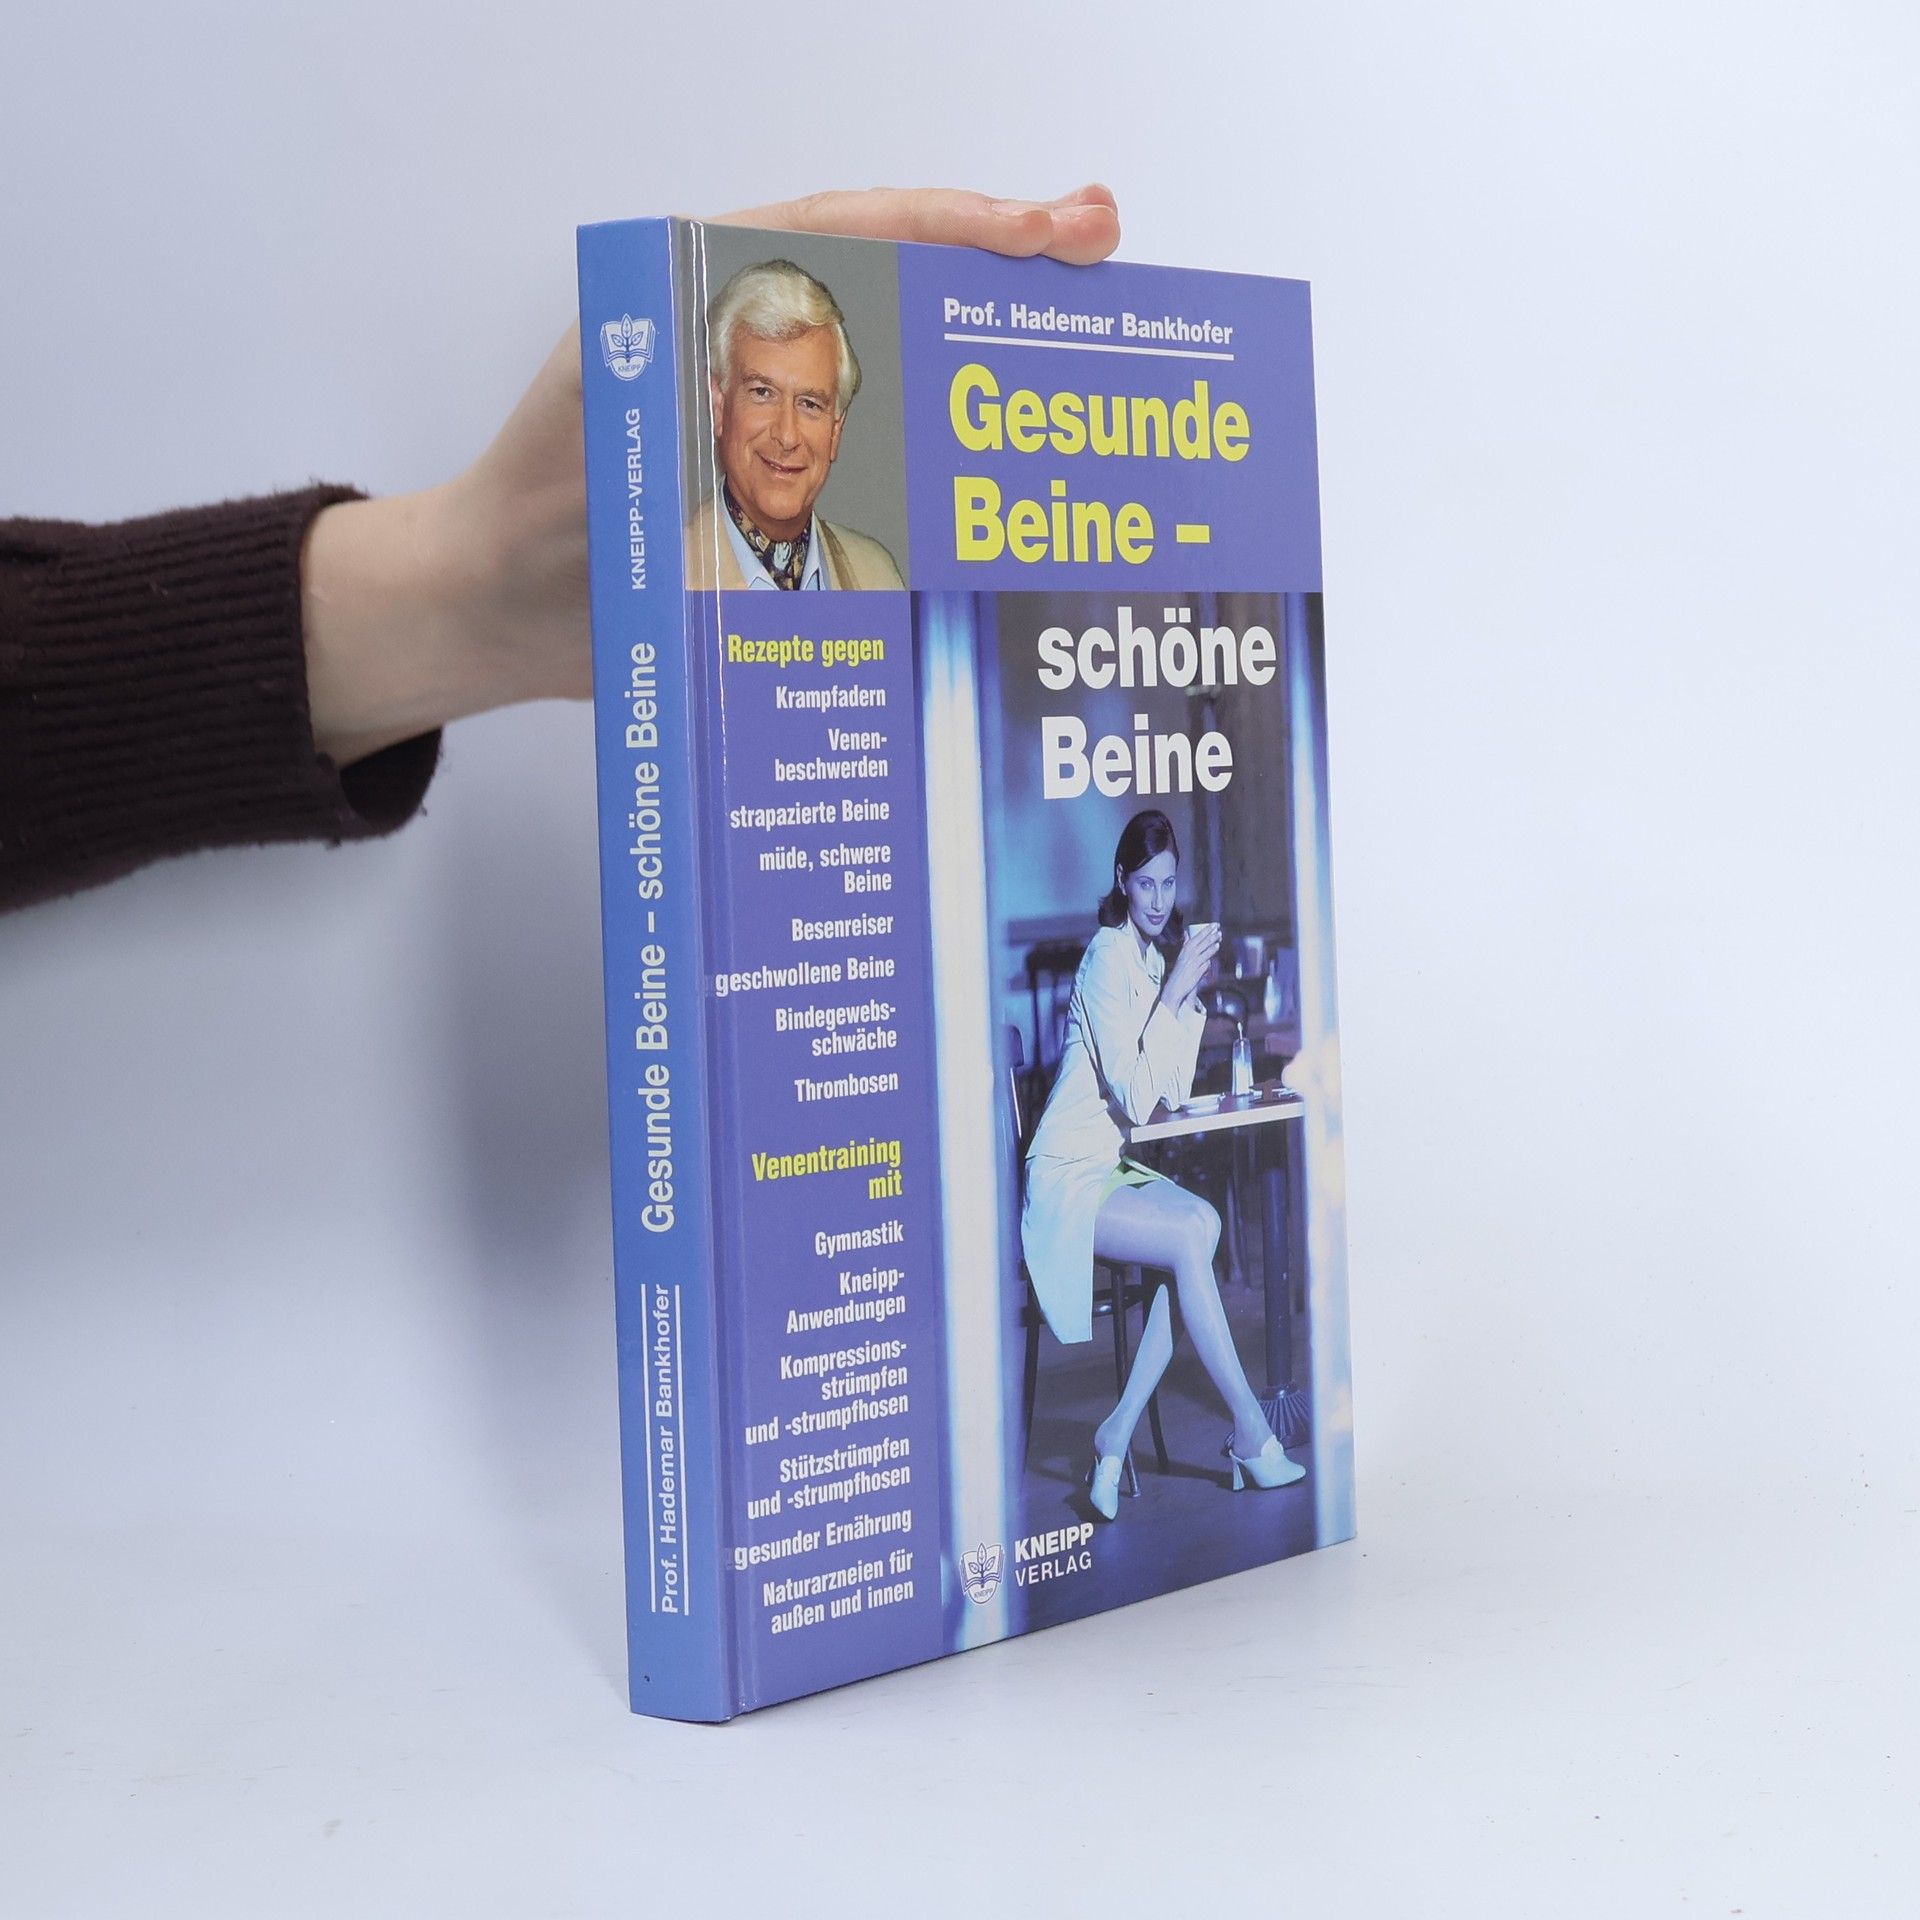 KNEIPP
KNEIPP-VERLAG
Gesunde Beine – schöne Beine
Prof. Hademar Bankhofer
Prof. Hademar Bankhofer
Gesunde
Beine –
schöne
Beine
Rezepte gegen
Krampfadern
Venen-
beschwerden
strapazierte Beine
müde, schwere
Beine
Besenreiser
geschwollene Beine
Bindegewebs-
schwäche
Thrombosen
Venentraining
mit
Gymnastik
Kneipp-
Anwendungen
Kompressions-
strümpfen
und -strumpfhosen
Stützstrümpfen
und -strumpfhosen
gesunder Ernährung
Naturarzneien für
außen und innen
KNEIPP
KNEIPP
VERLAG